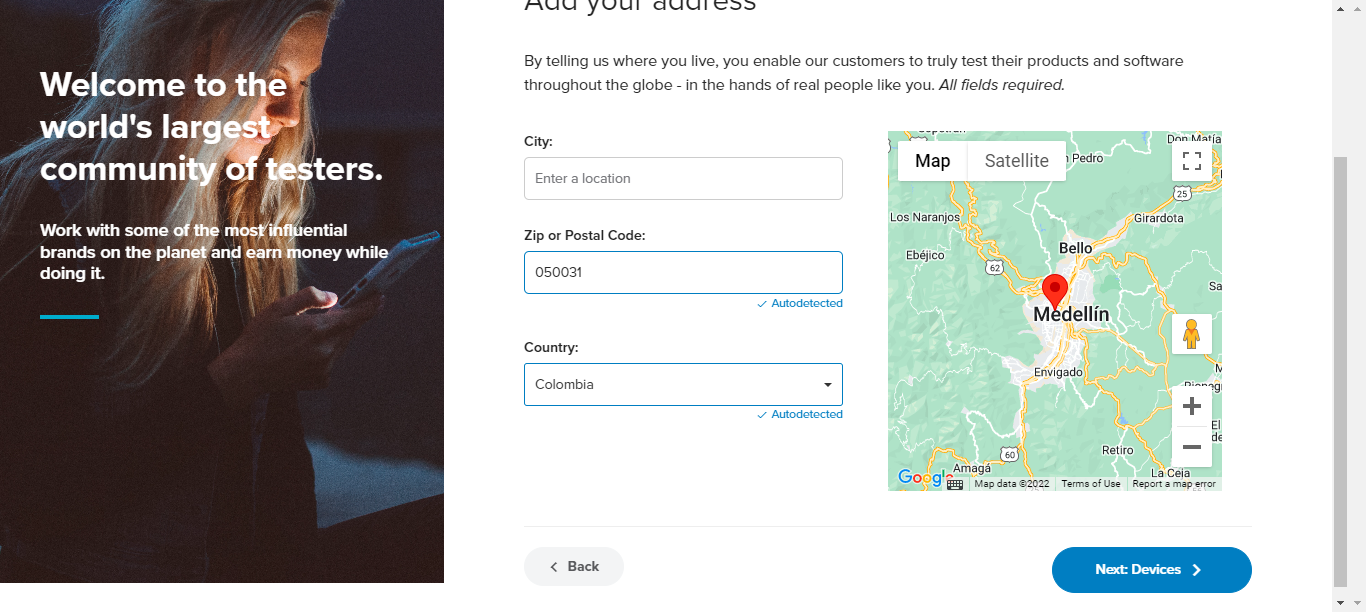 Add your address
Welcome to the
world's largest
community of testers.
Work with some of the most influential
brands on the planet and earn money while
doing it.
By telling us where you live, you enable our customers to truly test their products and software
throughout the globe - in the hands of real people like you. All fields required.
City:
Enter a location
Zip or Postal Code:
050031
Autodetected
Country:
Colombia
Autodetected
Map
Satellite
Don Matía
Pedro
25
Los Naranjos
Girardota
Bello
Ebéjico
62
Sa
Medellín
Envigado
Retiro
60
Amagá
La Ceja
Google
Map data ©2022
Terms of Use
Report a map error
Back
Next: Devices